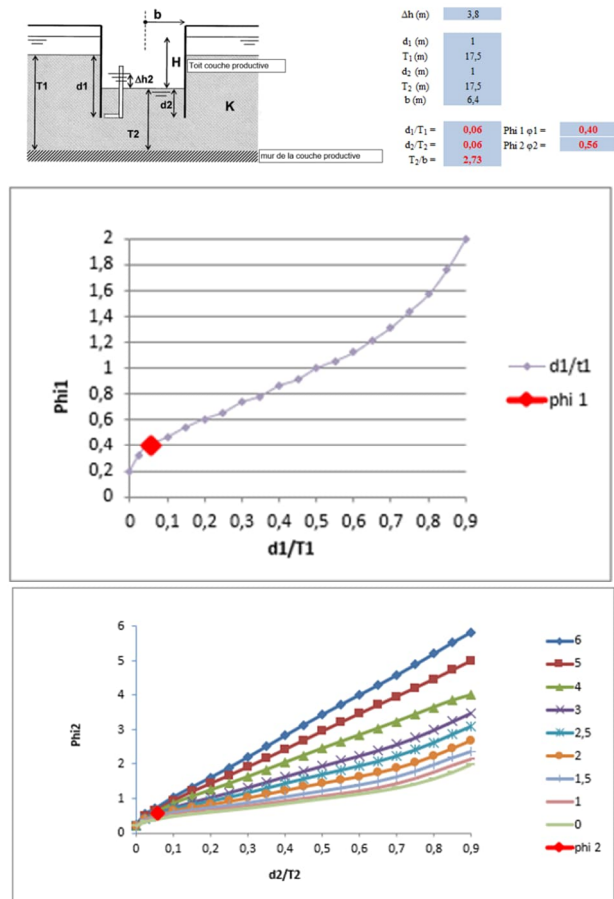 b
Δh (m) 3,8
H
Toit couche productive
d₁ (m) 1
T₁(m) 17,5
T1
d1
Δh2
d2
K
T2
d₂ (m) 1
T₂ (m) 17,5
b (m) 6,4
mur de la couche productive
d₁/T₁ = 0,06 Phi 1 φ1 = 0,40
d₂/T₂ = 0,06 Phi 2 φ2 = 0,56
T₂/b = 2,73
2
1,8
1,6
1,4
1,2
1
0,8
0,6
0,4
0,2
0
Phi1
0 0,1 0,2 0,3 0,4 0,5 0,6 0,7 0,8 0,9
d1/T1
d1/t1
phi 1
6
5
4
3
2
1
0
Phi2
0 0,1 0,2 0,3 0,4 0,5 0,6 0,7 0,8 0,9
d2/T2
6
5
4
3
2,5
2
1,5
1
0
phi 2